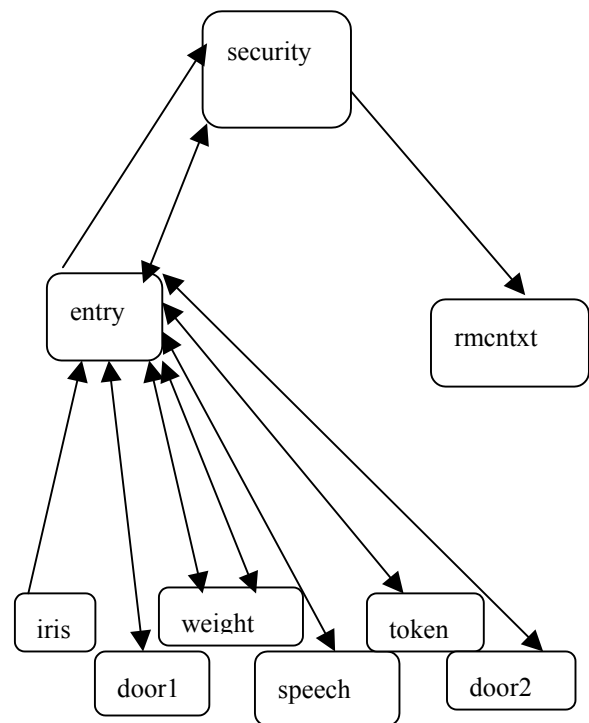 security
entry
rmcntxt
iris
weight
token
door1
speech
door2